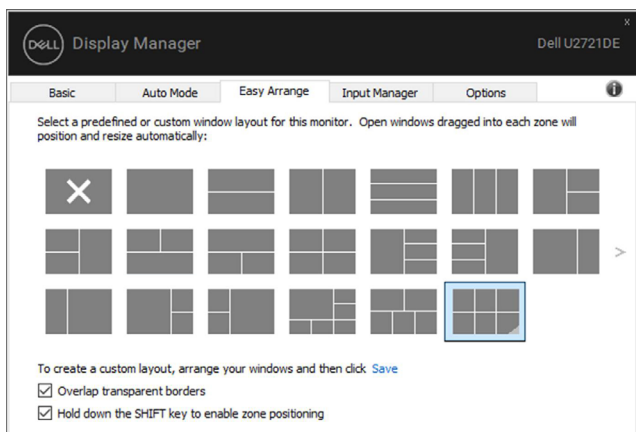 x
DELL Display Manager Dell U2721DE
Basic Auto Mode Easy Arrange Input Manager Options i
Select a predefined or custom window layout for this monitor. Open windows dragged into each zone will
position and resize automatically:
>
To create a custom layout, arrange your windows and then click Save
Overlap transparent borders
Hold down the SHIFT key to enable zone positioning